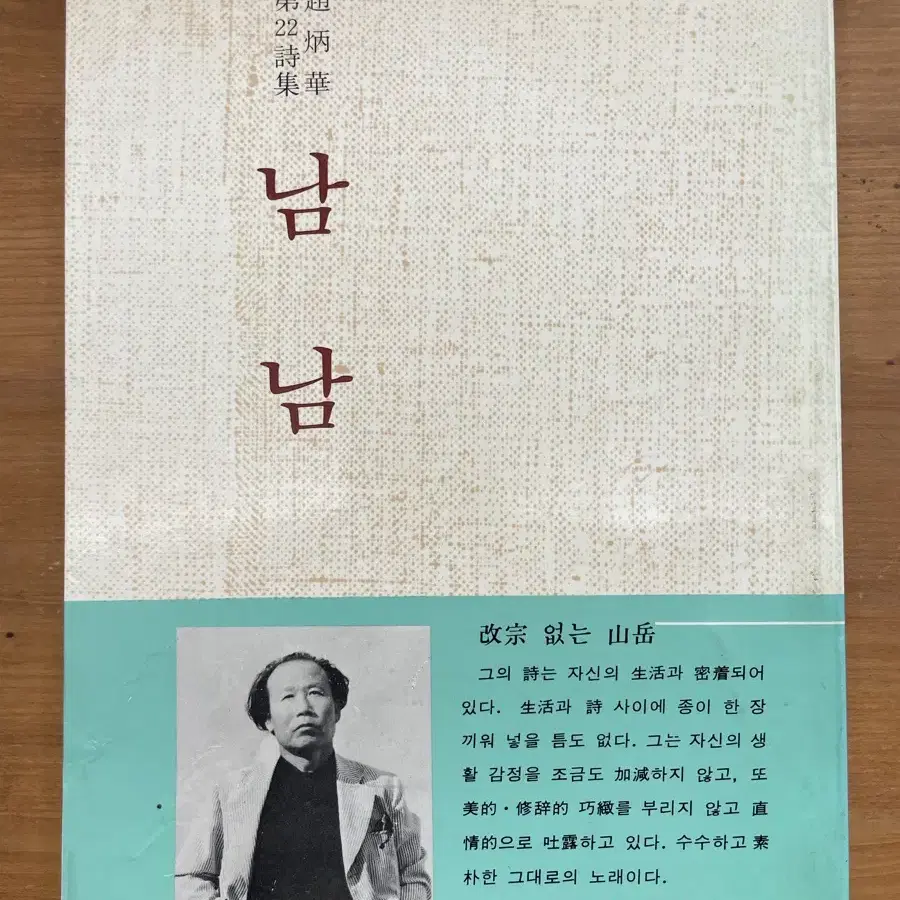 趙炳華
第22詩集
남
남
改宗 없는 山岳
그의 詩는 자신의 生活과 密着되어
있다. 生活과 詩 사이에 종이 한 장
끼워 넣을 틈도 없다. 그는 자신의 생
활 감정을 조금도 加減하지 않고, 또
美的・修辞的 巧緻를 부리지 않고 直
情的으로 吐露하고 있다. 수수하고 素
朴한 그대로의 노래이다.